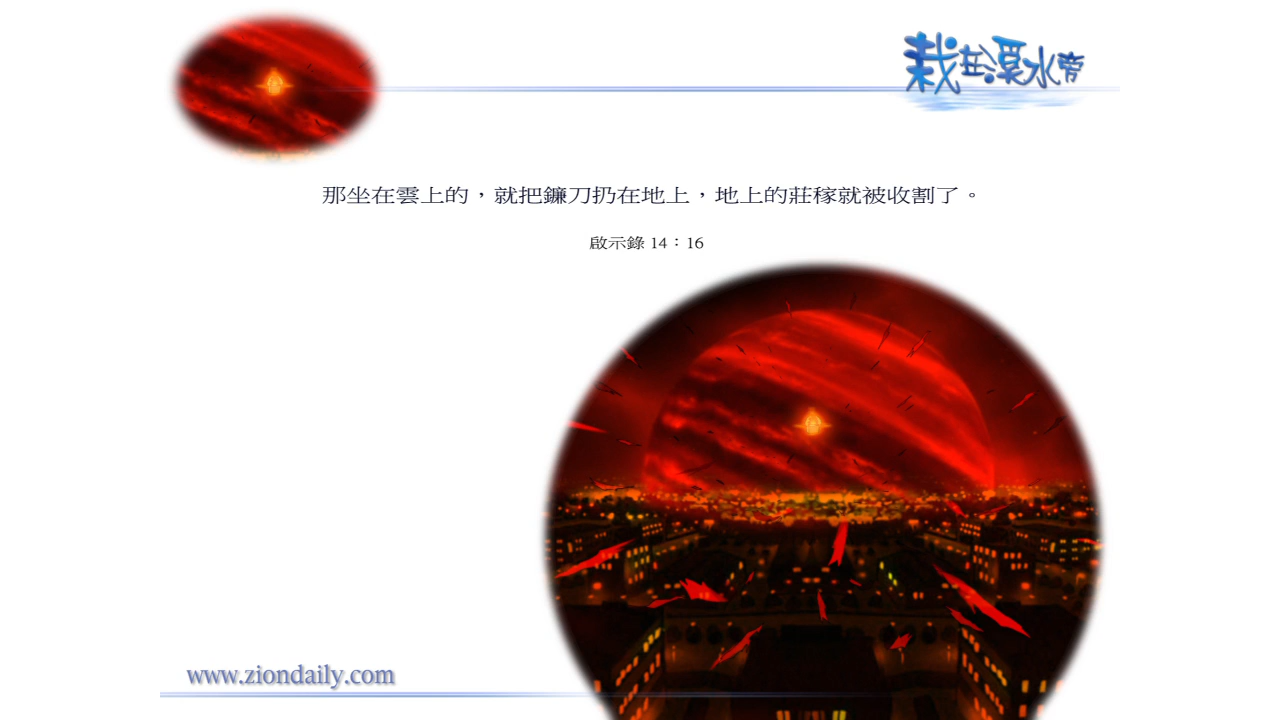 栽在溪水旁
那坐在雲上的，就把鐮刀扔在地上，地上的莊稼就被收割了。
啟示錄 14：16
www.ziondaily.com